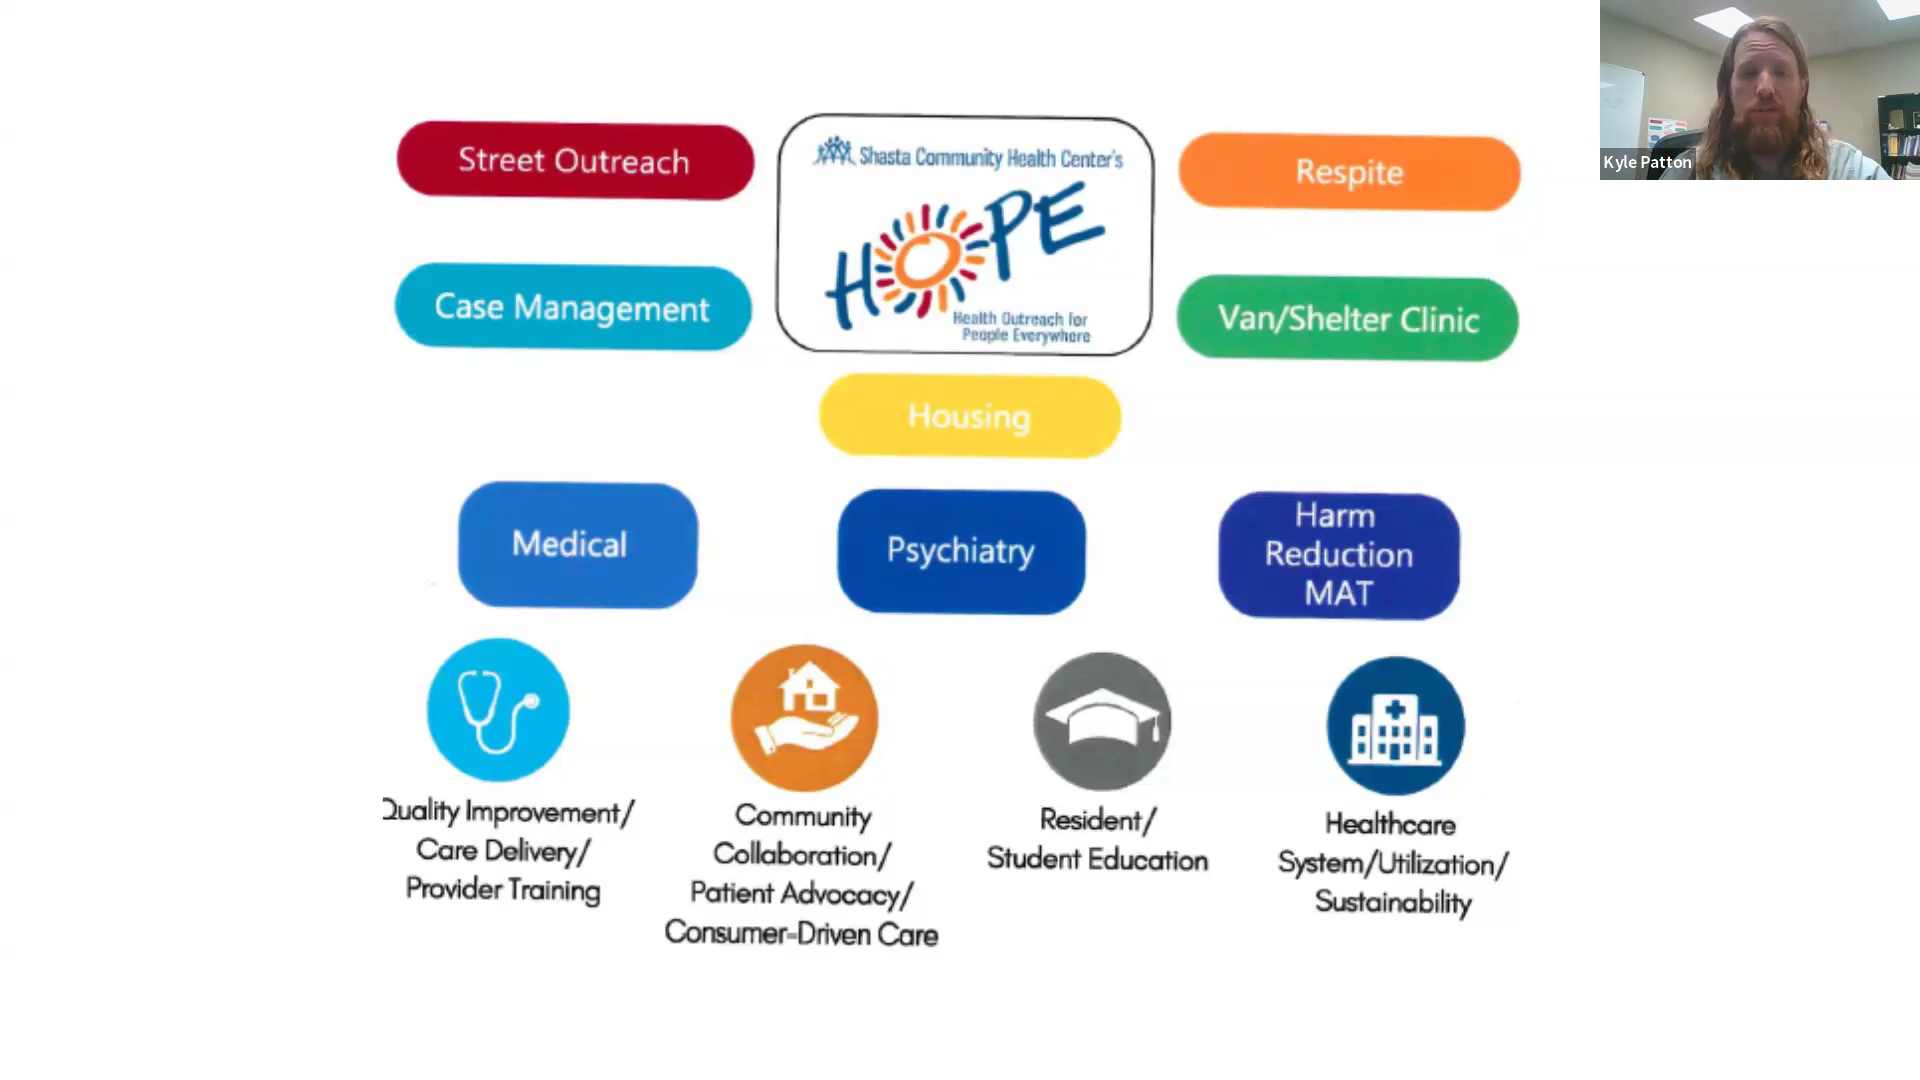 Street Outreach
Shasta Community Health Center's
HOPE
Health Outreach for
People Everywhere
Respite
Kyle Patton
Case Management
Van/Shelter Clinic
Housing
Medical
Psychiatry
Harm
Reduction
MAT
Quality Improvement/
Care Delivery/
Provider Training
Community
Collaboration/
Patient Advocacy/
Consumer-Driven Care
Resident/
Student Education
Healthcare
System/Utilization/
Sustainability